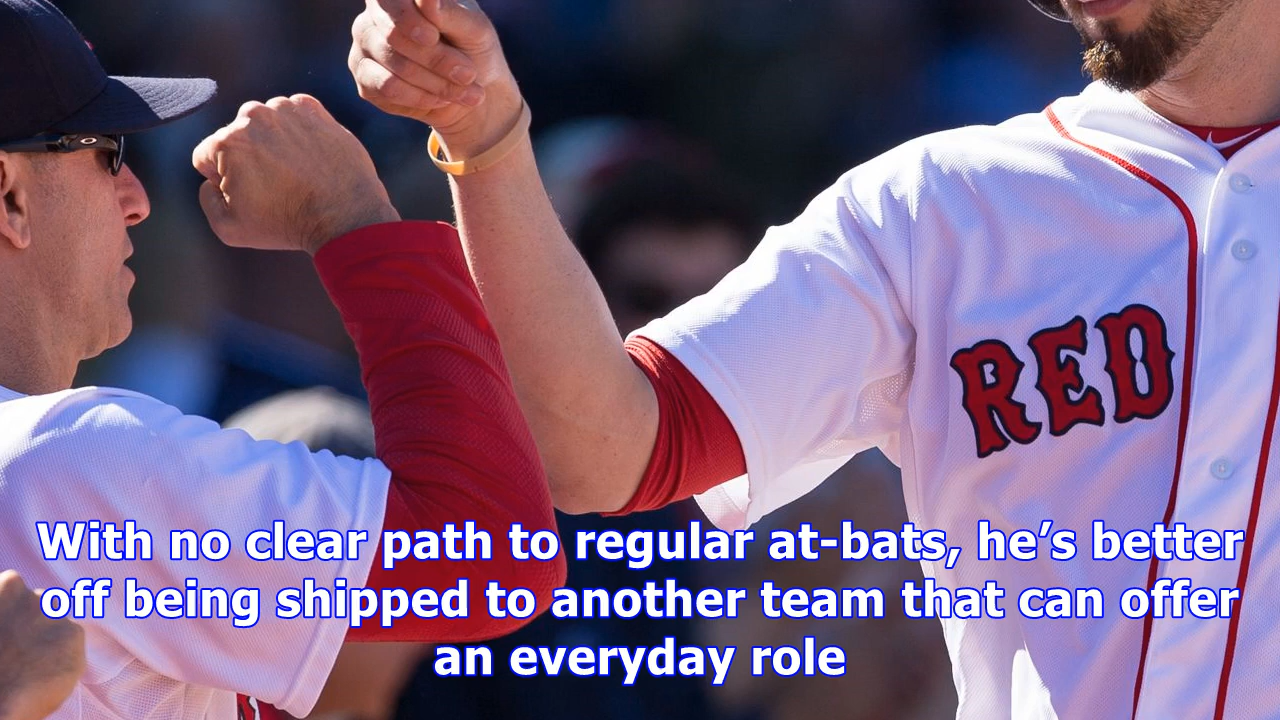 RED
With no clear path to regular at-bats, he’s better
off being shipped to another team that can offer
an everyday role